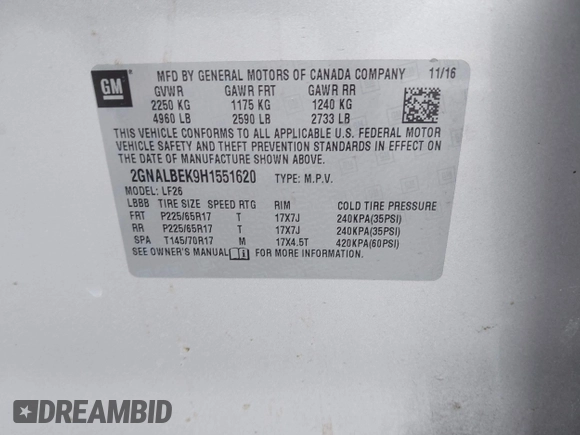 GM
MFD BY GENERAL MOTORS OF CANADA COMPANY 11/16
GVWR GAWR FRT GAWR RR
2250 KG 1175 KG 1240 KG
4960 LB 2590 LB 2733 LB
THIS VEHICLE CONFORMS TO ALL APPLICABLE U.S. FEDERAL MOTOR
VEHICLE SAFETY AND THEFT PREVENTION STANDARDS IN EFFECT
ON THE DATE OF MANUFACTURE SHOWN ABOVE.
2GNALBEK9H1551620 TYPE: M.P.V.
MODEL: LF26
LBBB TIRE SIZE SPEED RTG RIM COLD TIRE PRESSURE
FRT P225/65R17 T 17X7J 240KPA(35PSI)
RR P225/65R17 T 17X7J 240KPA(35PSI)
SPA T145/70R17 M 17X4.5T 420KPA(60PSI)
SEE OWNER'S MANUAL FOR MORE INFORMATION.
DREAMBID